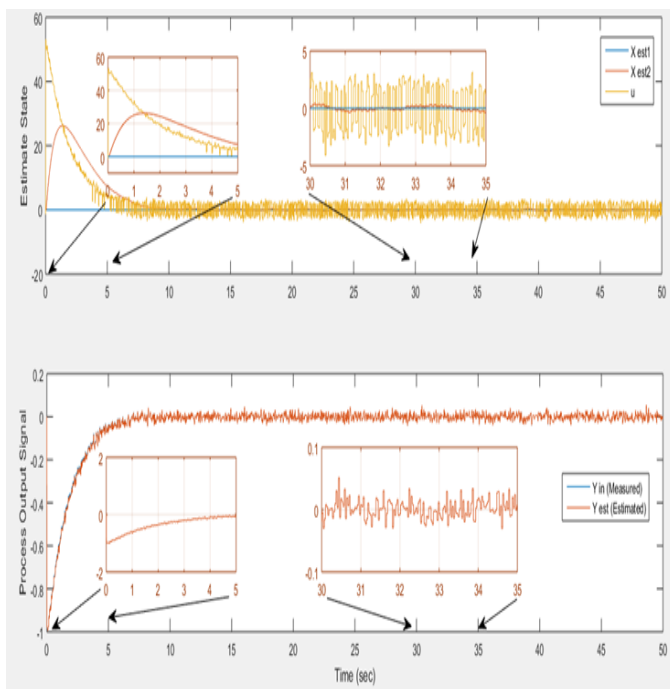 Estimate State
60
40
20
0
-20
0 5 10 15 20 25 30 35 40 45 50
60
40
20
0
0 1 2 3 4 5
5
0
-5
30 31 32 33 34 35
X est1
X est2
u
Process Output Signal
0.2
0
-0.2
-0.4
-0.6
-0.8
-1
0 5 10 15 20 25 30 35 40 45 50
2
0
-2
0 1 2 3 4 5
0.1
0
-0.1
30 31 32 33 34 35
Y in (Measured)
Y est (Estimated)
Time (sec)